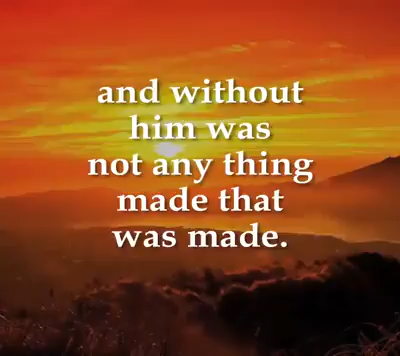 and without
him was
not any thing
made that
was made.